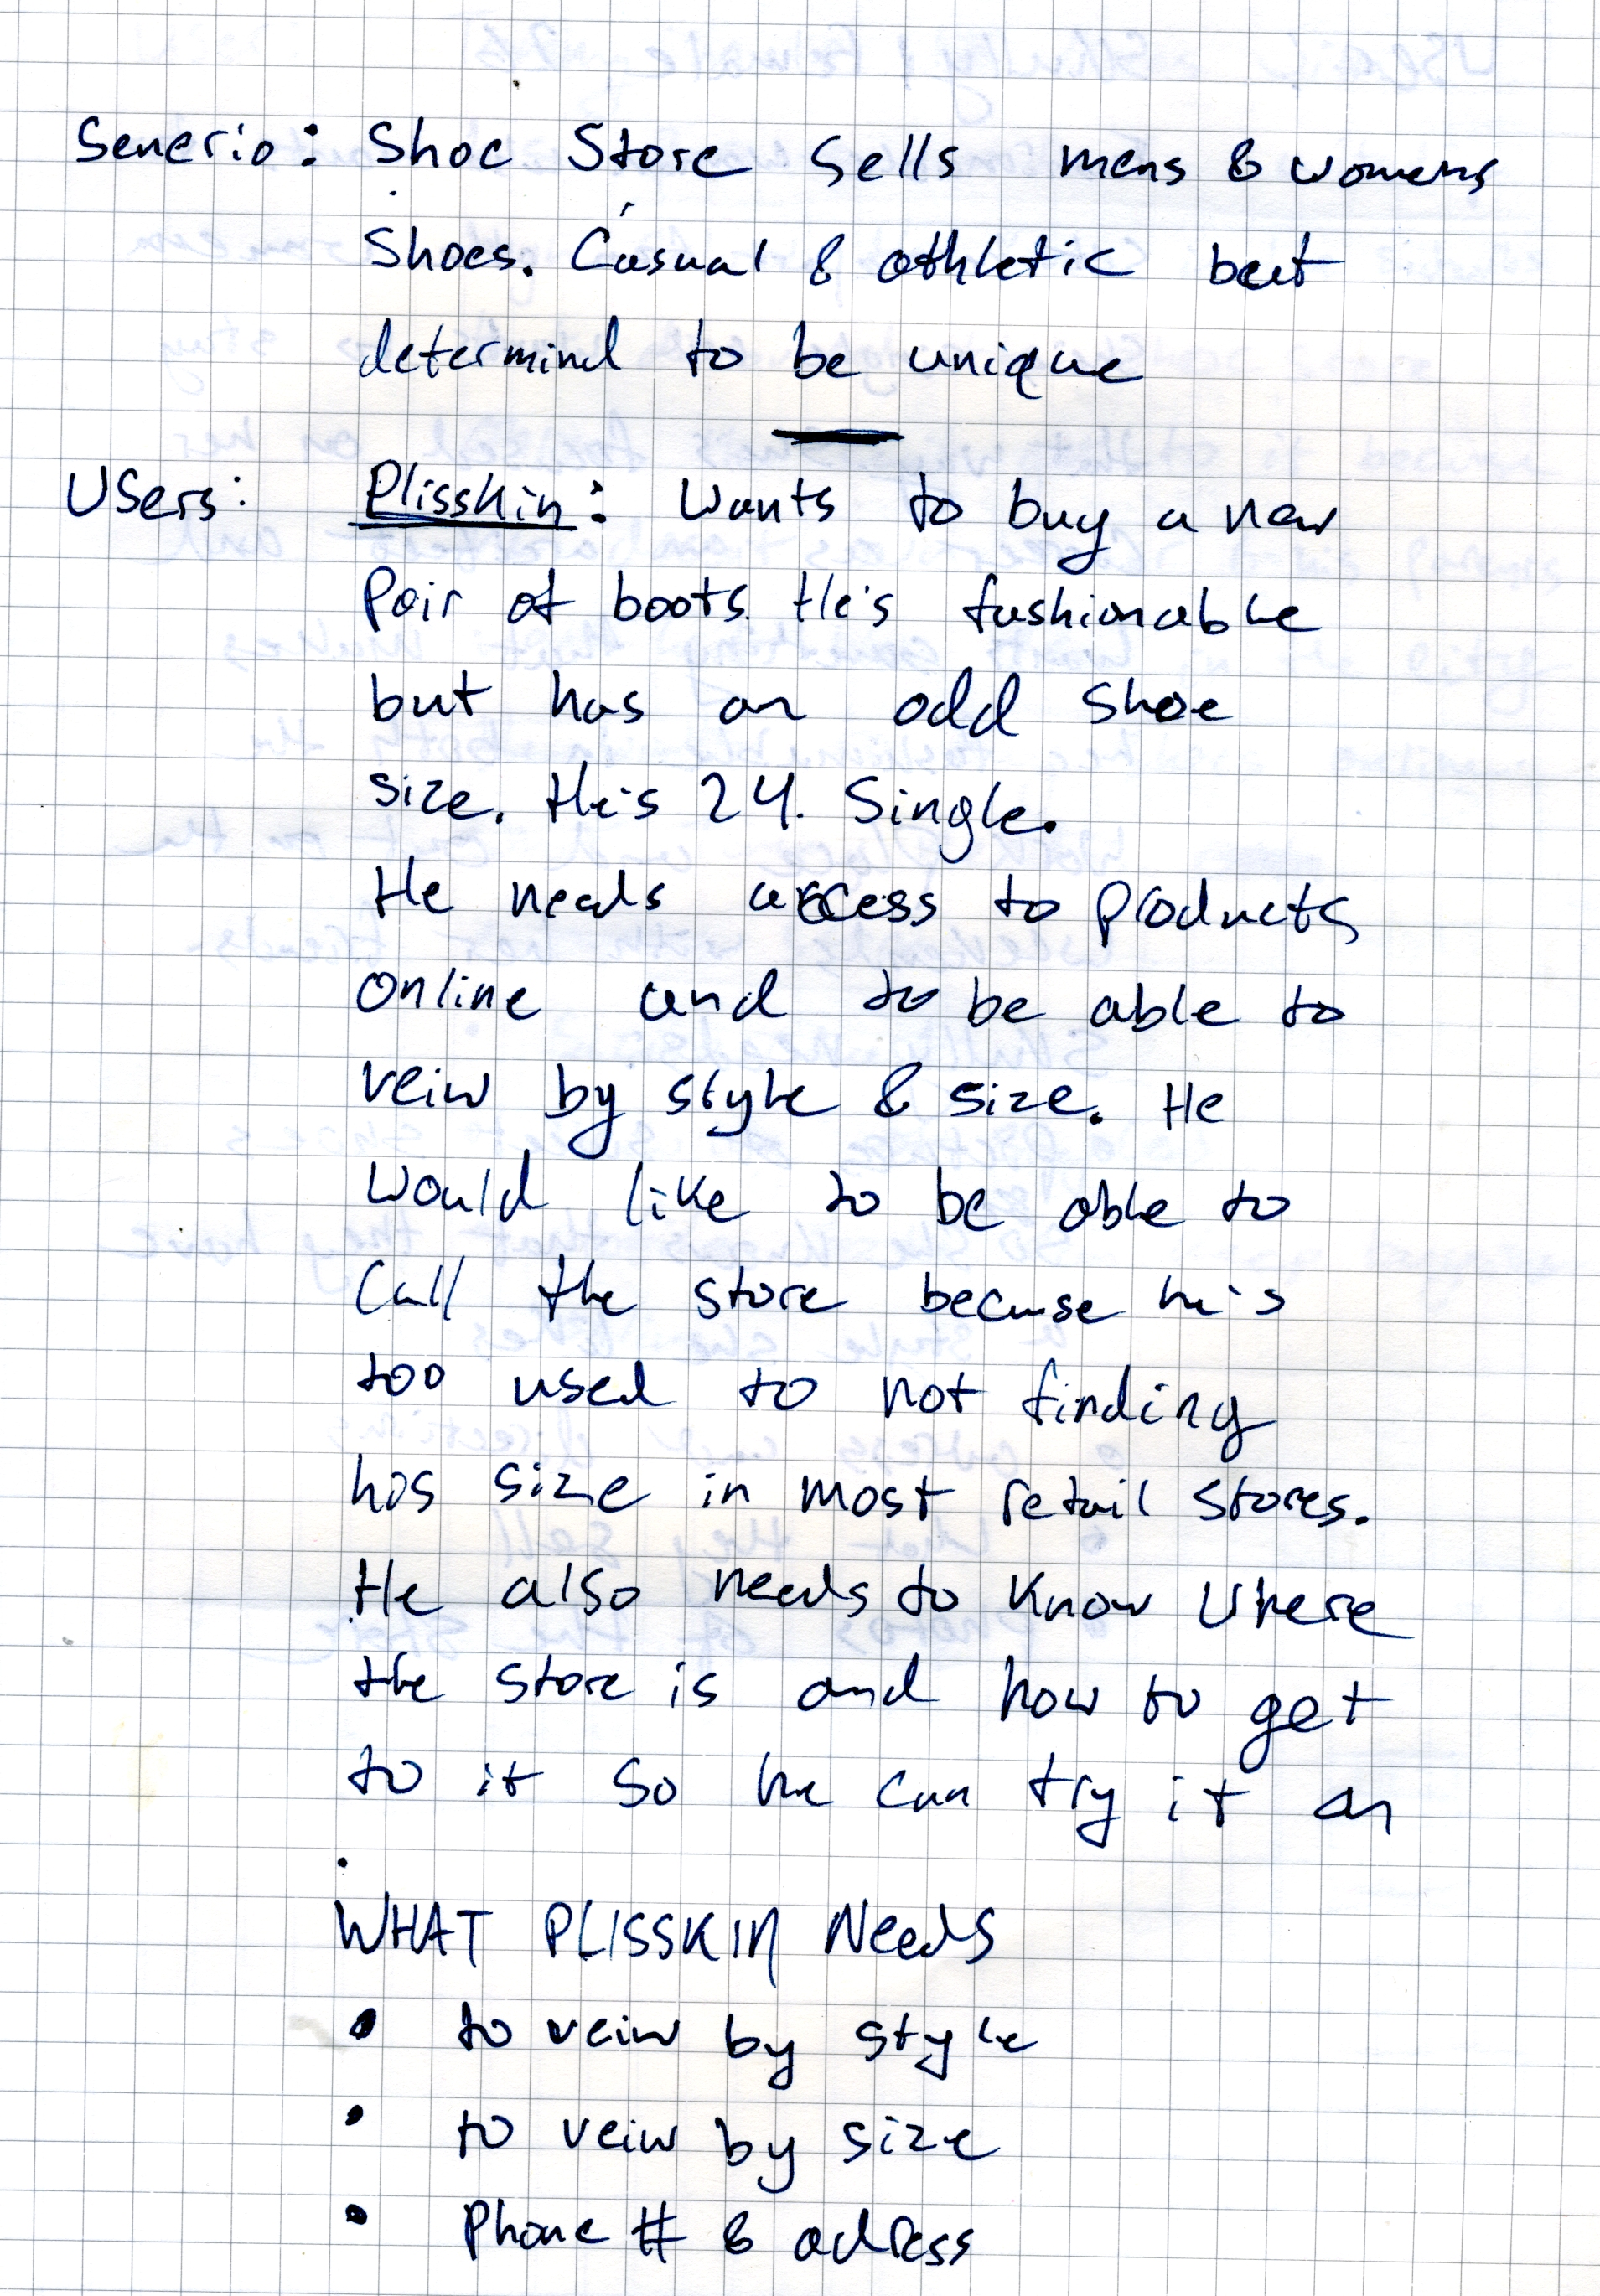 Senerio: Shoe Store sells mens & womens
Shoes. Casual & athletic but
determind to be unique
Users: Plisskin: Wants to buy a new
Pair of boots. He's fashionable
but has an odd shoe
size. He's 24. Single.
He needs access to products
online and to be able to
veiw by style & size. He
would like to be able to
call the store because he's
too used to not finding
his size in most retail stores.
He also needs to know where
the store is and how to get
to it so he can try it on
WHAT PLISSKIN Needs
• to veiw by style
• to veiw by size
• Phone # & adress